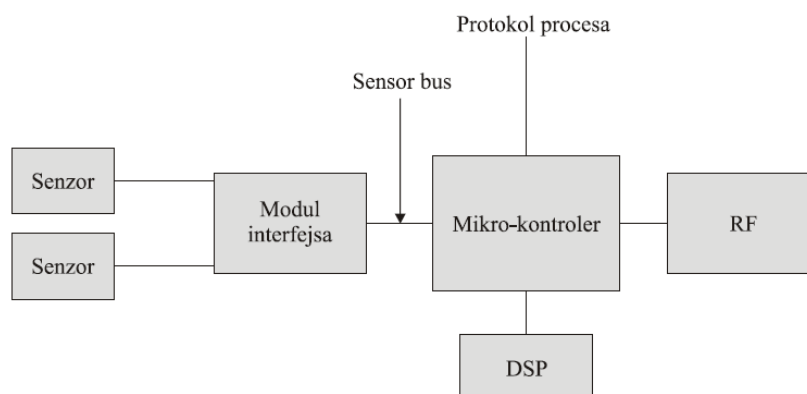 Protokol procesa
Sensor bus
Senzor
Senzor
Modul
interfejsa
Mikro-kontroler
RF
DSP